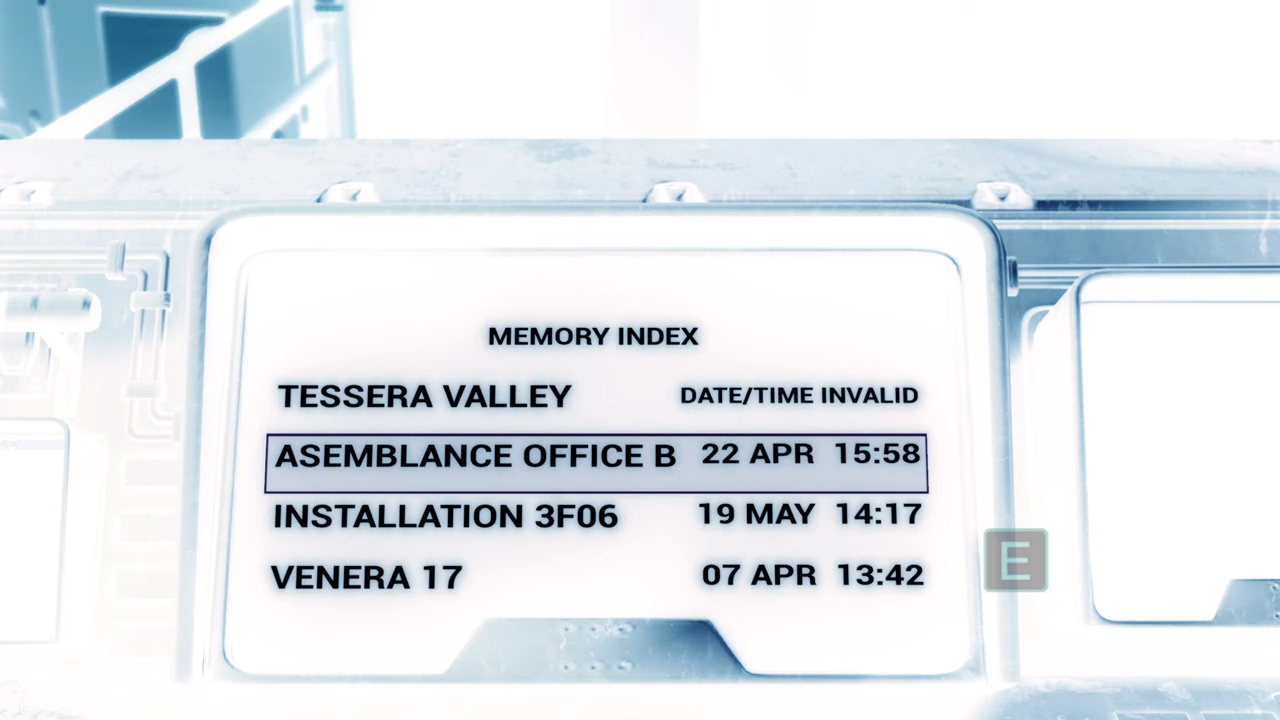 MEMORY INDEX
TESSERA VALLEY DATE/TIME INVALID
ASEMBLANCE OFFICE B 22 APR 15:58
INSTALLATION 3F06 19 MAY 14:17
VENERA 17 07 APR 13:42
E